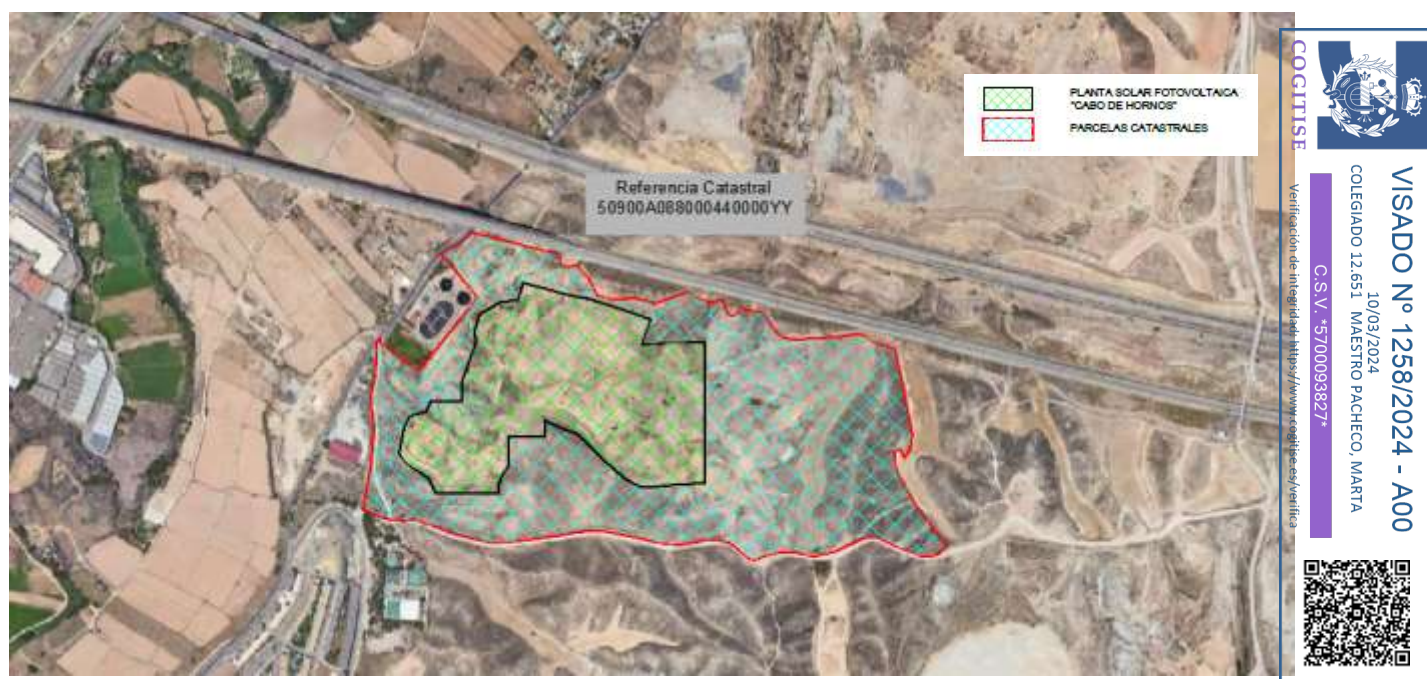 PLANTA SOLAR FOTOVOLTAICA
"CABO DE HORNOS"
PARCELAS CATASTRALES
Referencia Catastral
50900A088000440000YY
COGITISE
VISADO Nº 1258/2024 - A00
10/03/2024
COLEGIADO 12.651 MAESTRO PACHECO, MARTA
C.S.V. *5700093827*
Verificación de integridad: https://www.cogitise.es/verifica